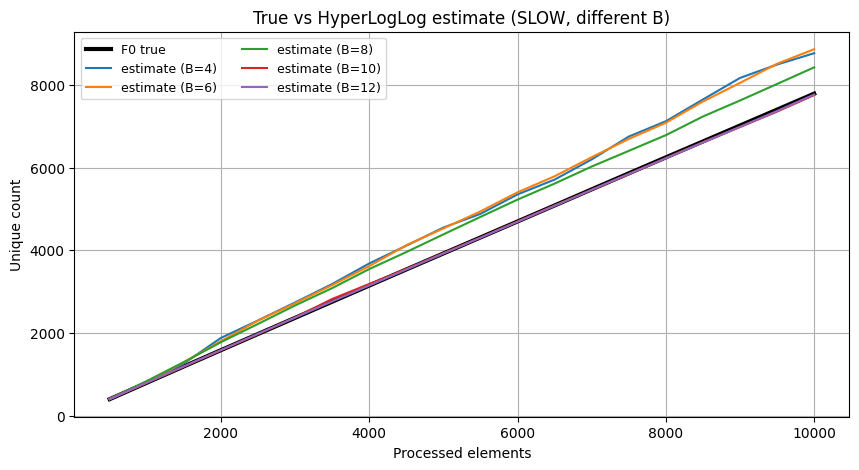 True vs HyperLogLog estimate (SLOW, different B)
F0 true
estimate (B=4)
estimate (B=6)
estimate (B=8)
estimate (B=10)
estimate (B=12)
Unique count
8000
6000
4000
2000
0
2000 4000 6000 8000 10000
Processed elements